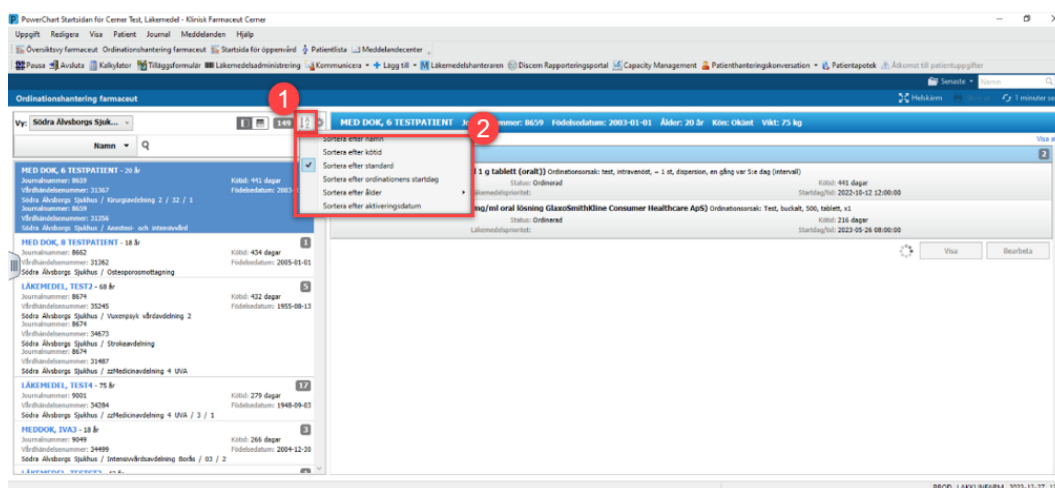 PowerChart Startsidan för Cerner Test, Läkemedel - Klinisk Farmaceut Cerner
Uppgift Redigera Visa Patient Journal Meddelanden Hjälp
Översiktsvy farmaceut Ordinationshantering farmaceut Startsida för öppenvård Patientlista Meddelandecenter
Pausa Avsluta Kalkylator Tilläggsformulär Läkemedelsadministrering Kommunicera Lägg till Läkemedelshanteraren Discern Rapporteringsportal Capacity Management Patienthanteringskonversation Patientapotek Åtkomst till patientuppgifter
Senaste Namn
Ordinationshantering farmaceut
Helskärm 1 minuter se
1
Vy: Södra Älvsborgs Sjuk...
149
MED DOK, 6 TESTPATIENT Jo mmer: 8659 Födelsedatum: 2003-01-01 Ålder: 20 år Kön: Okänt Vikt: 75 kg
2
Namn
Visa a
Sortera efter namn
Sortera efter kötid
Sortera efter standard
Sortera efter ordinationens startdag
Sortera efter ålder
Sortera efter aktiveringsdatum
2
MED DOK, 6 TESTPATIENT - 20 år
Journalnummer: 8659 Kötid: 441 dagar
Vårdhändelsenummer: 31367 Födelsedatum: 2003-
Södra Älvsborgs Sjukhus / Kirurgavdelning 2 / 32 / 1
Journalnummer: 8659
Vårdhändelsenummer: 31356
Södra Älvsborgs Sjukhus / Anestesi- och intensivvård
l 1 g tablett (oralt)) Ordinationsorsak: test, intravenöst, = 1 st, dispersion, en gång var 5:e dag (intervall)
Status: Ordinerad Kötid: 441 dagar
Läkemedelsprioritet: Startdag/tid: 2022-10-12 12:00:00
mg/ml oral lösning GlaxoSmithKline Consumer Healthcare ApS) Ordinationsorsak: Test, buckalt, 500, tablett, x1
Status: Ordinerad Kötid: 216 dagar
Läkemedelsprioritet: Startdag/tid: 2023-05-26 08:00:00
Visa Bearbeta
MED DOK, 8 TESTPATIENT - 18 år 1
Journalnummer: 8662 Kötid: 434 dagar
Vårdhändelsenummer: 31362 Födelsedatum: 2005-01-01
Södra Älvsborgs Sjukhus / Osteoporosmottagning
LÄKEMEDEL, TEST2 - 68 år 5
Journalnummer: 8674 Kötid: 432 dagar
Vårdhändelsenummer: 35245 Födelsedatum: 1955-08-13
Södra Älvsborgs Sjukhus / Vuxenpsyk vårdavdelning 2
Journalnummer: 8674
Vårdhändelsenummer: 34673
Södra Älvsborgs Sjukhus / Strokeavdelning
Journalnummer: 8674
Vårdhändelsenummer: 31487
Södra Älvsborgs Sjukhus / zzMedicinavdelning 4 UVA
LÄKEMEDEL, TEST4 - 75 år 17
Journalnummer: 9001 Kötid: 279 dagar
Vårdhändelsenummer: 34284 Födelsedatum: 1948-09-03
Södra Älvsborgs Sjukhus / zzMedicinavdelning 4 UVA / 3 / 1
MEDDOK, IVA3 - 18 år 3
Journalnummer: 9049 Kötid: 266 dagar
Vårdhändelsenummer: 34499 Födelsedatum: 2004-12-30
Södra Älvsborgs Sjukhus / Intensivvårdsavdelning Borås / 03 / 2